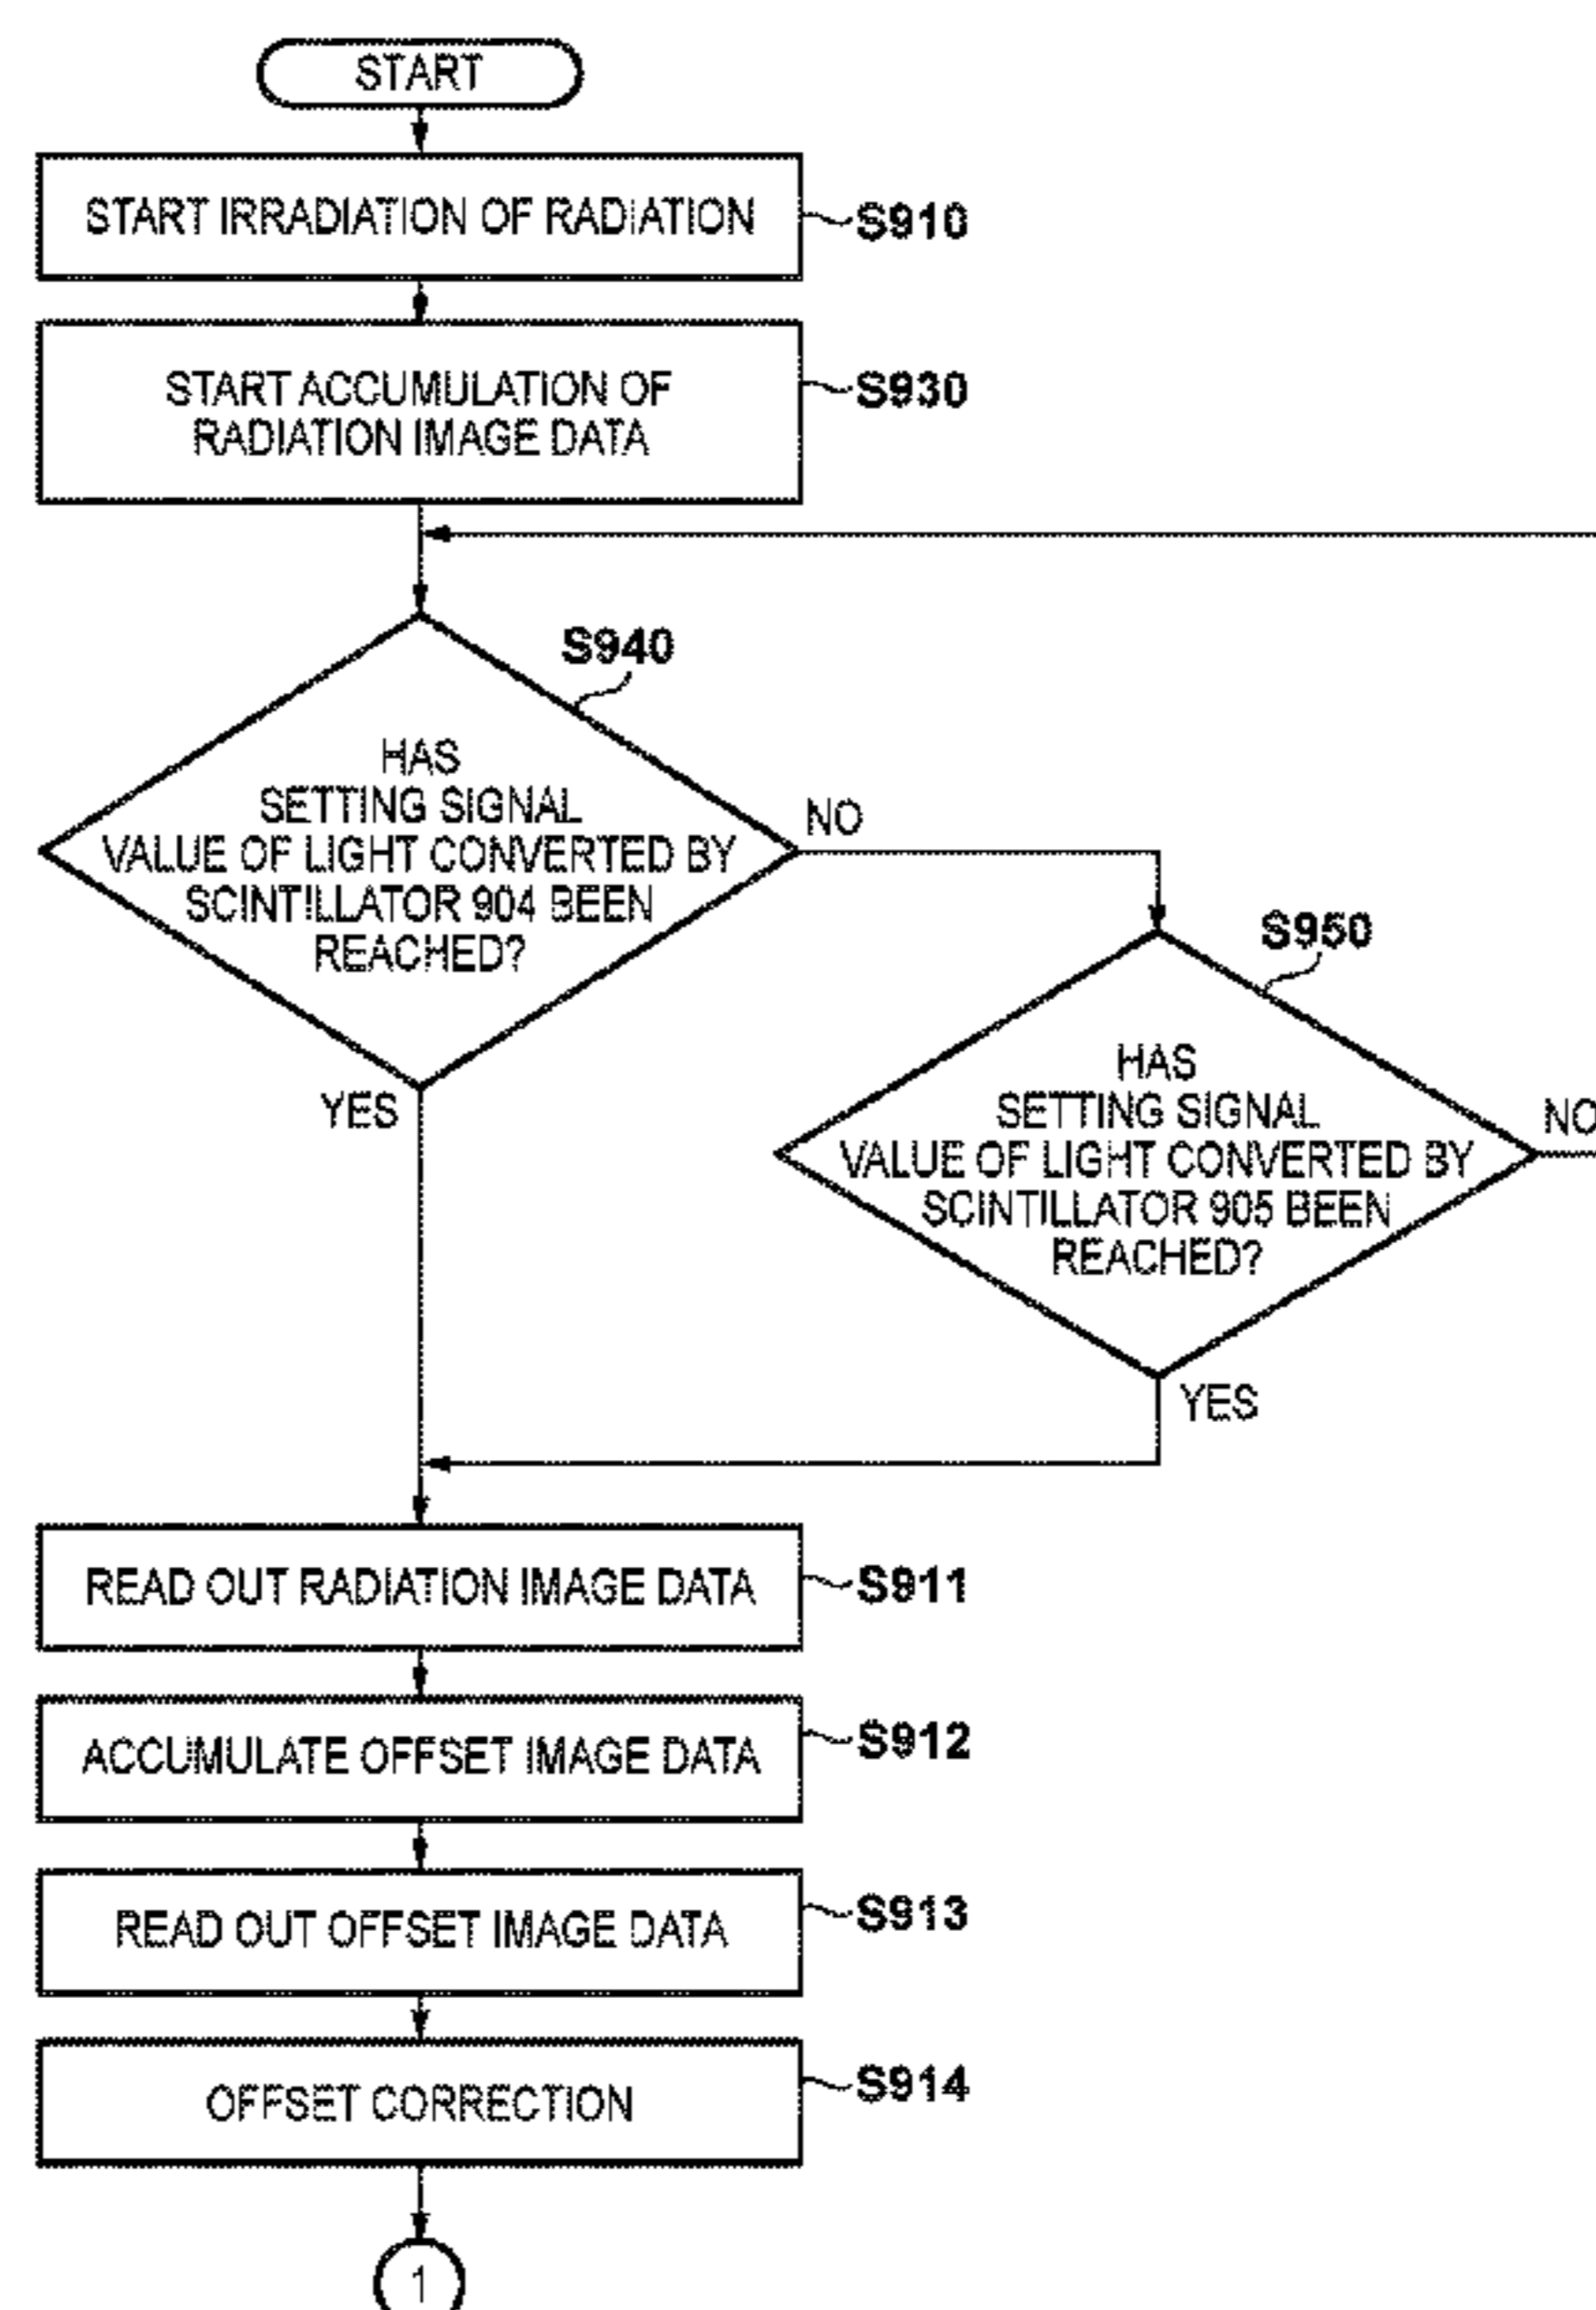 START
START IRRADIATION OF RADIATION
S910
START ACCUMULATION OF
RADIATION IMAGE DATA
S930
S940
HAS
SETTING SIGNAL
VALUE OF LIGHT CONVERTED BY
SCINTILLATOR 904 BEEN
REACHED?
NO
YES
S950
HAS
SETTING SIGNAL
VALUE OF LIGHT CONVERTED BY
SCINTILLATOR 905 BEEN
REACHED?
NO
YES
READ OUT RADIATION IMAGE DATA
S911
ACCUMULATE OFFSET IMAGE DATA
S912
READ OUT OFFSET IMAGE DATA
S913
OFFSET CORRECTION
S914
1